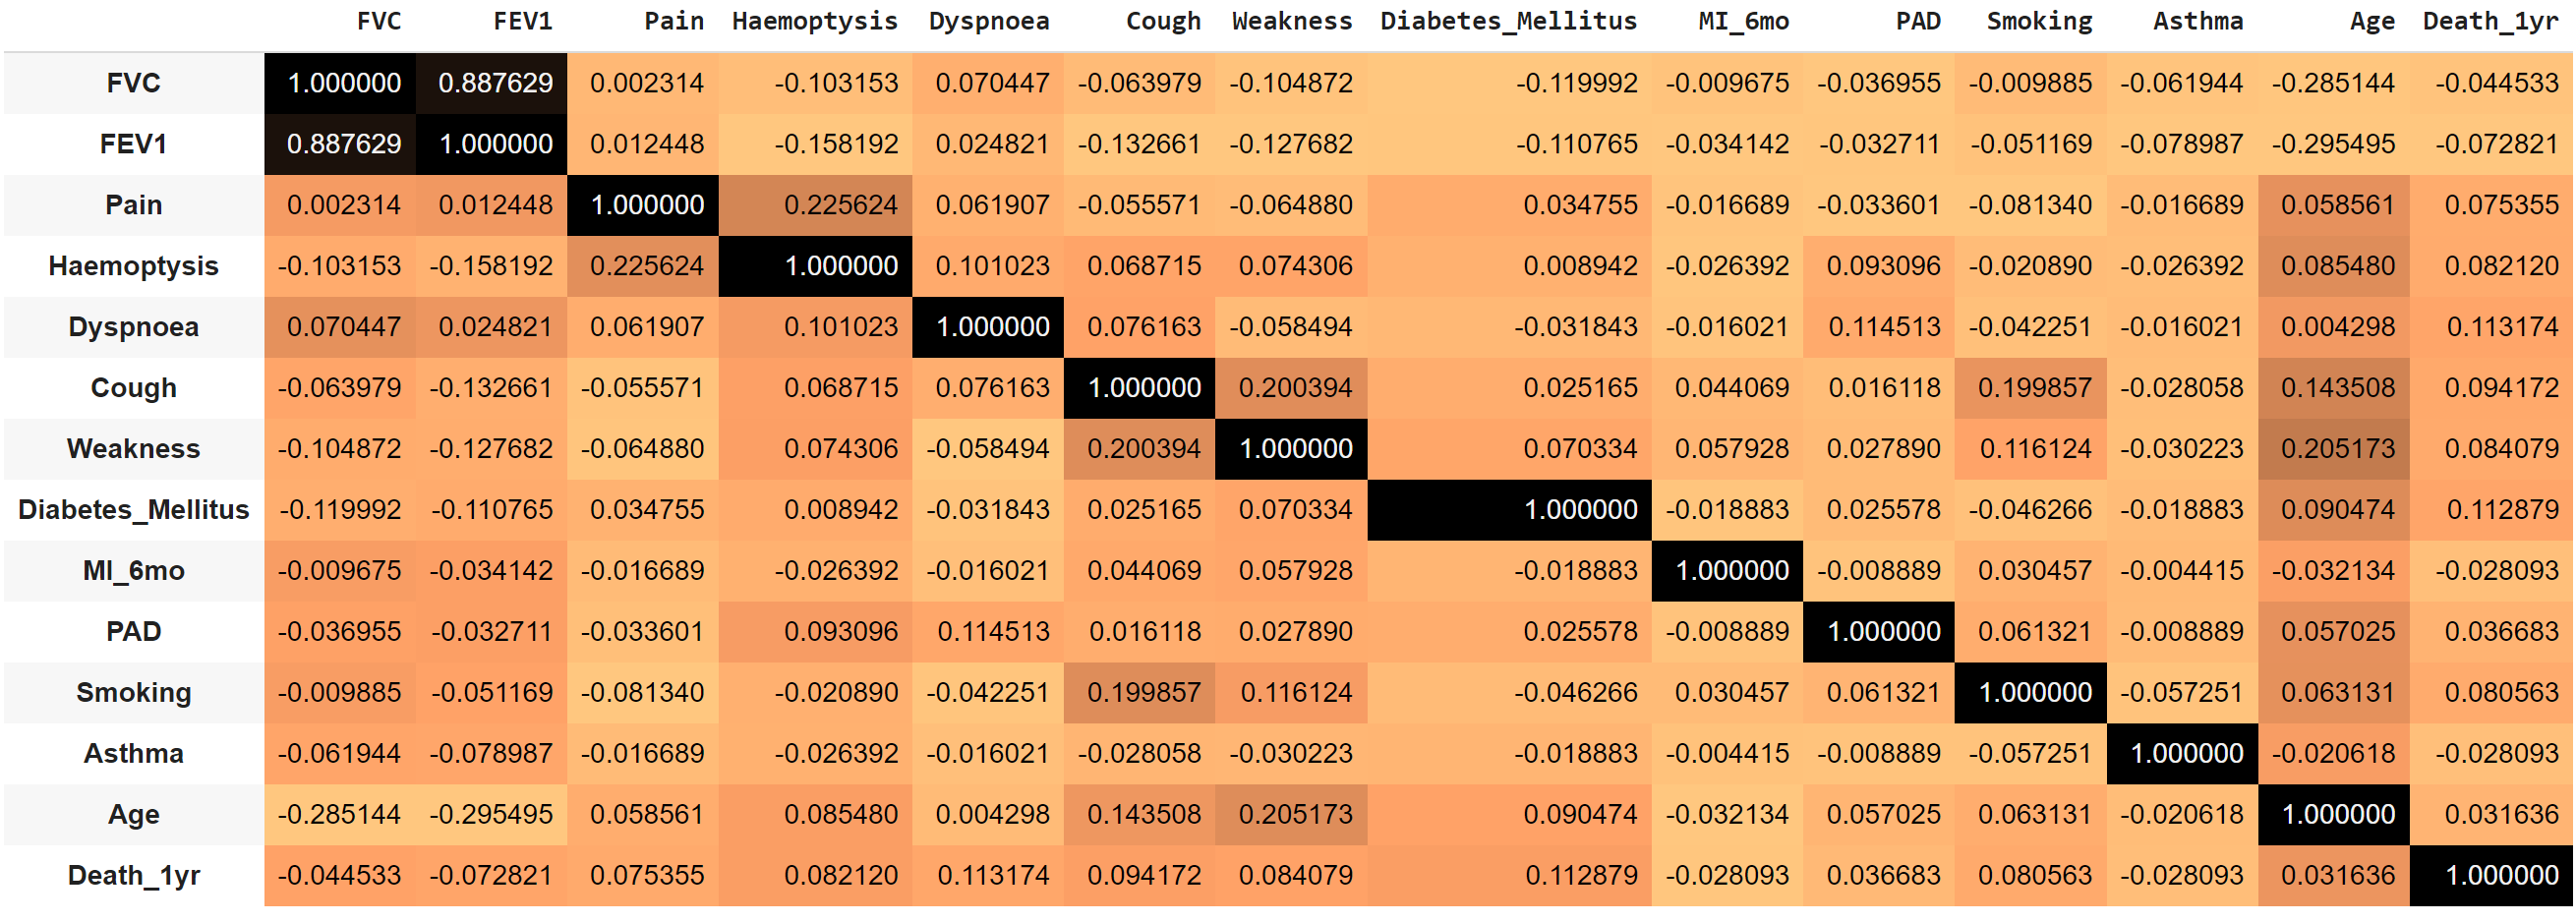 FVC FEV1 Pain Haemoptysis Dyspnoea Cough Weakness Diabetes_Mellitus MI_6mo PAD Smoking Asthma Age Death_1yr
FVC 1.000000 0.887629 0.002314 -0.103153 0.070447 -0.063979 -0.104872 -0.119992 -0.009675 -0.036955 -0.009885 -0.061944 -0.285144 -0.044533
FEV1 0.887629 1.000000 0.012448 -0.158192 0.024821 -0.132661 -0.127682 -0.110765 -0.034142 -0.032711 -0.051169 -0.078987 -0.295495 -0.072821
Pain 0.002314 0.012448 1.000000 0.225624 0.061907 -0.055571 -0.064880 0.034755 -0.016689 -0.033601 -0.081340 -0.016689 0.058561 0.075355
Haemoptysis -0.103153 -0.158192 0.225624 1.000000 0.101023 0.068715 0.074306 0.008942 -0.026392 0.093096 -0.020890 -0.026392 0.085480 0.082120
Dyspnoea 0.070447 0.024821 0.061907 0.101023 1.000000 0.076163 -0.058494 -0.031843 -0.016021 0.114513 -0.042251 -0.016021 0.004298 0.113174
Cough -0.063979 -0.132661 -0.055571 0.068715 0.076163 1.000000 0.200394 0.025165 0.044069 0.016118 0.199857 -0.028058 0.143508 0.094172
Weakness -0.104872 -0.127682 -0.064880 0.074306 -0.058494 0.200394 1.000000 0.070334 0.057928 0.027890 0.116124 -0.030223 0.205173 0.084079
Diabetes_Mellitus -0.119992 -0.110765 0.034755 0.008942 -0.031843 0.025165 0.070334 1.000000 -0.018883 0.025578 -0.046266 -0.018883 0.090474 0.112879
MI_6mo -0.009675 -0.034142 -0.016689 -0.026392 -0.016021 0.044069 0.057928 -0.018883 1.000000 -0.008889 0.030457 -0.004415 -0.032134 -0.028093
PAD -0.036955 -0.032711 -0.033601 0.093096 0.114513 0.016118 0.027890 0.025578 -0.008889 1.000000 0.061321 -0.008889 0.057025 0.036683
Smoking -0.009885 -0.051169 -0.081340 -0.020890 -0.042251 0.199857 0.116124 -0.046266 0.030457 0.061321 1.000000 -0.057251 0.063131 0.080563
Asthma -0.061944 -0.078987 -0.016689 -0.026392 -0.016021 -0.028058 -0.030223 -0.018883 -0.004415 -0.008889 -0.057251 1.000000 -0.020618 -0.028093
Age -0.285144 -0.295495 0.058561 0.085480 0.004298 0.143508 0.205173 0.090474 -0.032134 0.057025 0.063131 -0.020618 1.000000 0.031636
Death_1yr -0.044533 -0.072821 0.075355 0.082120 0.113174 0.094172 0.084079 0.112879 -0.028093 0.036683 0.080563 -0.028093 0.031636 1.000000